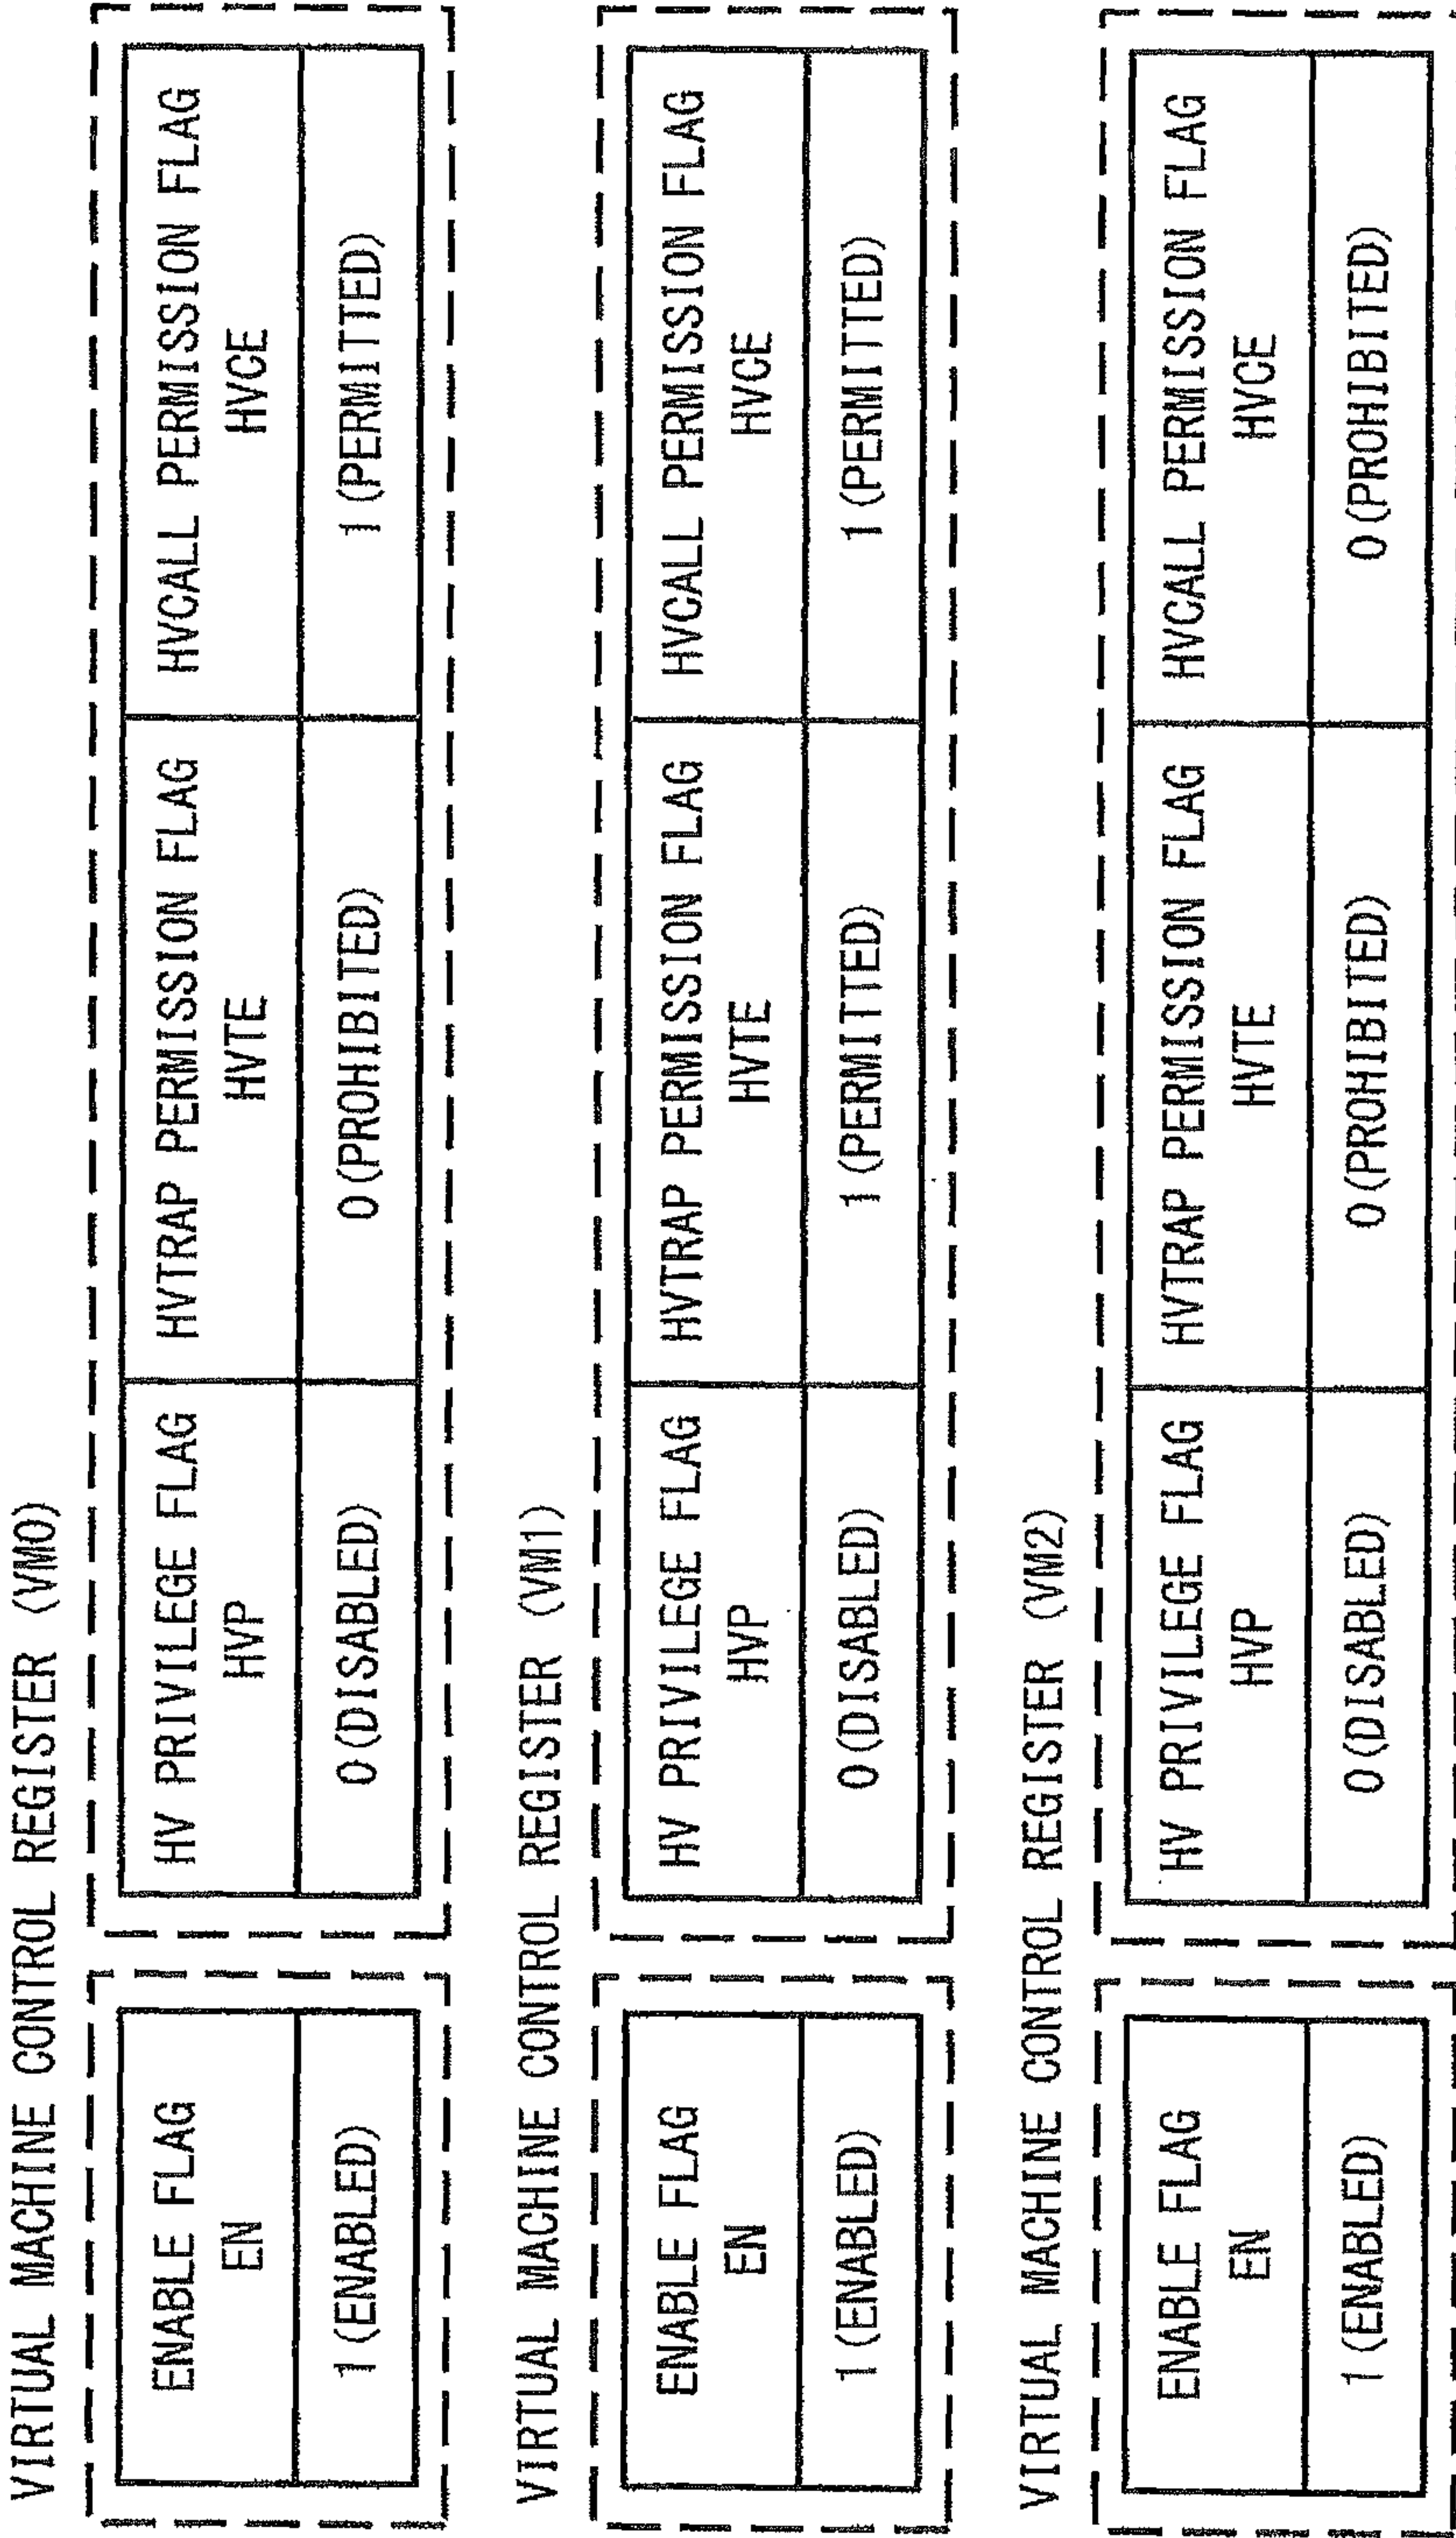 VIRTUAL MACHINE CONTROL REGISTER (VM0)
ENABLE FLAG
EN
1(ENABLED)
HV PRIVILEGE FLAG
HVP
0(DISABLED)
HVTRAP PERMISSION FLAG
HVTE
0(PROHIBITED)
HVCALL PERMISSION FLAG
HVCE
1(PERMITTED)
VIRTUAL MACHINE CONTROL REGISTER (VM1)
ENABLE FLAG
EN
1(ENABLED)
HV PRIVILEGE FLAG
HVP
0(DISABLED)
HVTRAP PERMISSION FLAG
HVTE
1(PERMITTED)
HVCALL PERMISSION FLAG
HVCE
1(PERMITTED)
VIRTUAL MACHINE CONTROL REGISTER (VM2)
ENABLE FLAG
EN
1(ENABLED)
HV PRIVILEGE FLAG
HVP
0(DISABLED)
HVTRAP PERMISSION FLAG
HVTE
0(PROHIBITED)
HVCALL PERMISSION FLAG
HVCE
0(PROHIBITED)